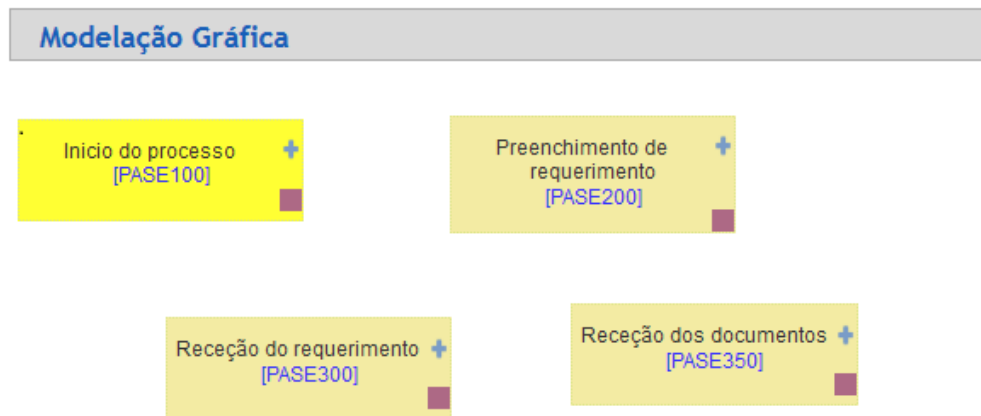 Modelação Gráfica
Inicio do processo
[PASE100]
Preenchimento de
requerimento
[PASE200]
Receção do requerimento
[PASE300]
Receção dos documentos
[PASE350]